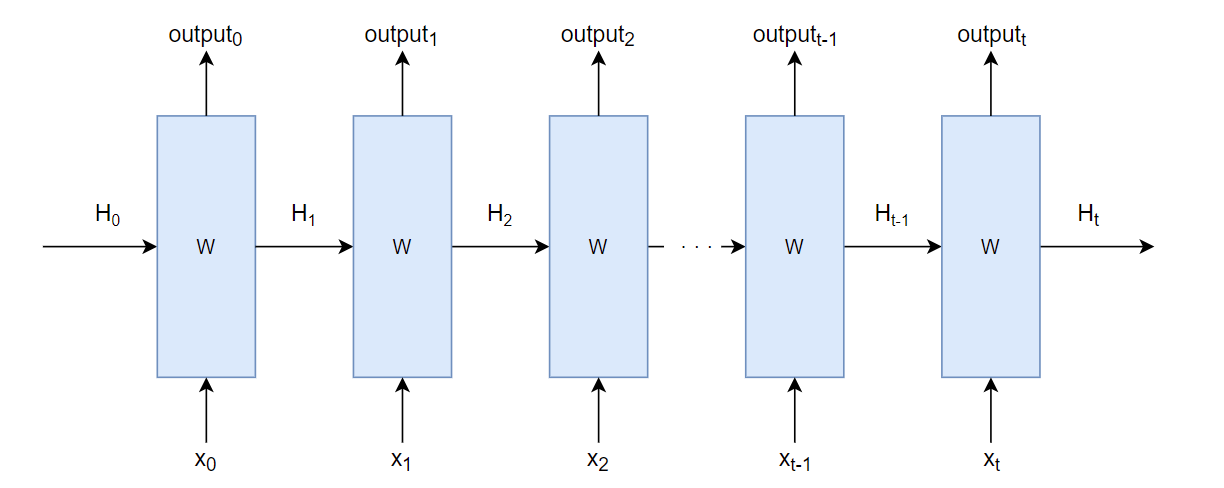 output₀ output₁ output₂ outputₜ₋₁ outputₜ
H₀ H₁ H₂ Hₜ₋₁ Hₜ
W W W . . . W W
x₀ x₁ x₂ xₜ₋₁ xₜ